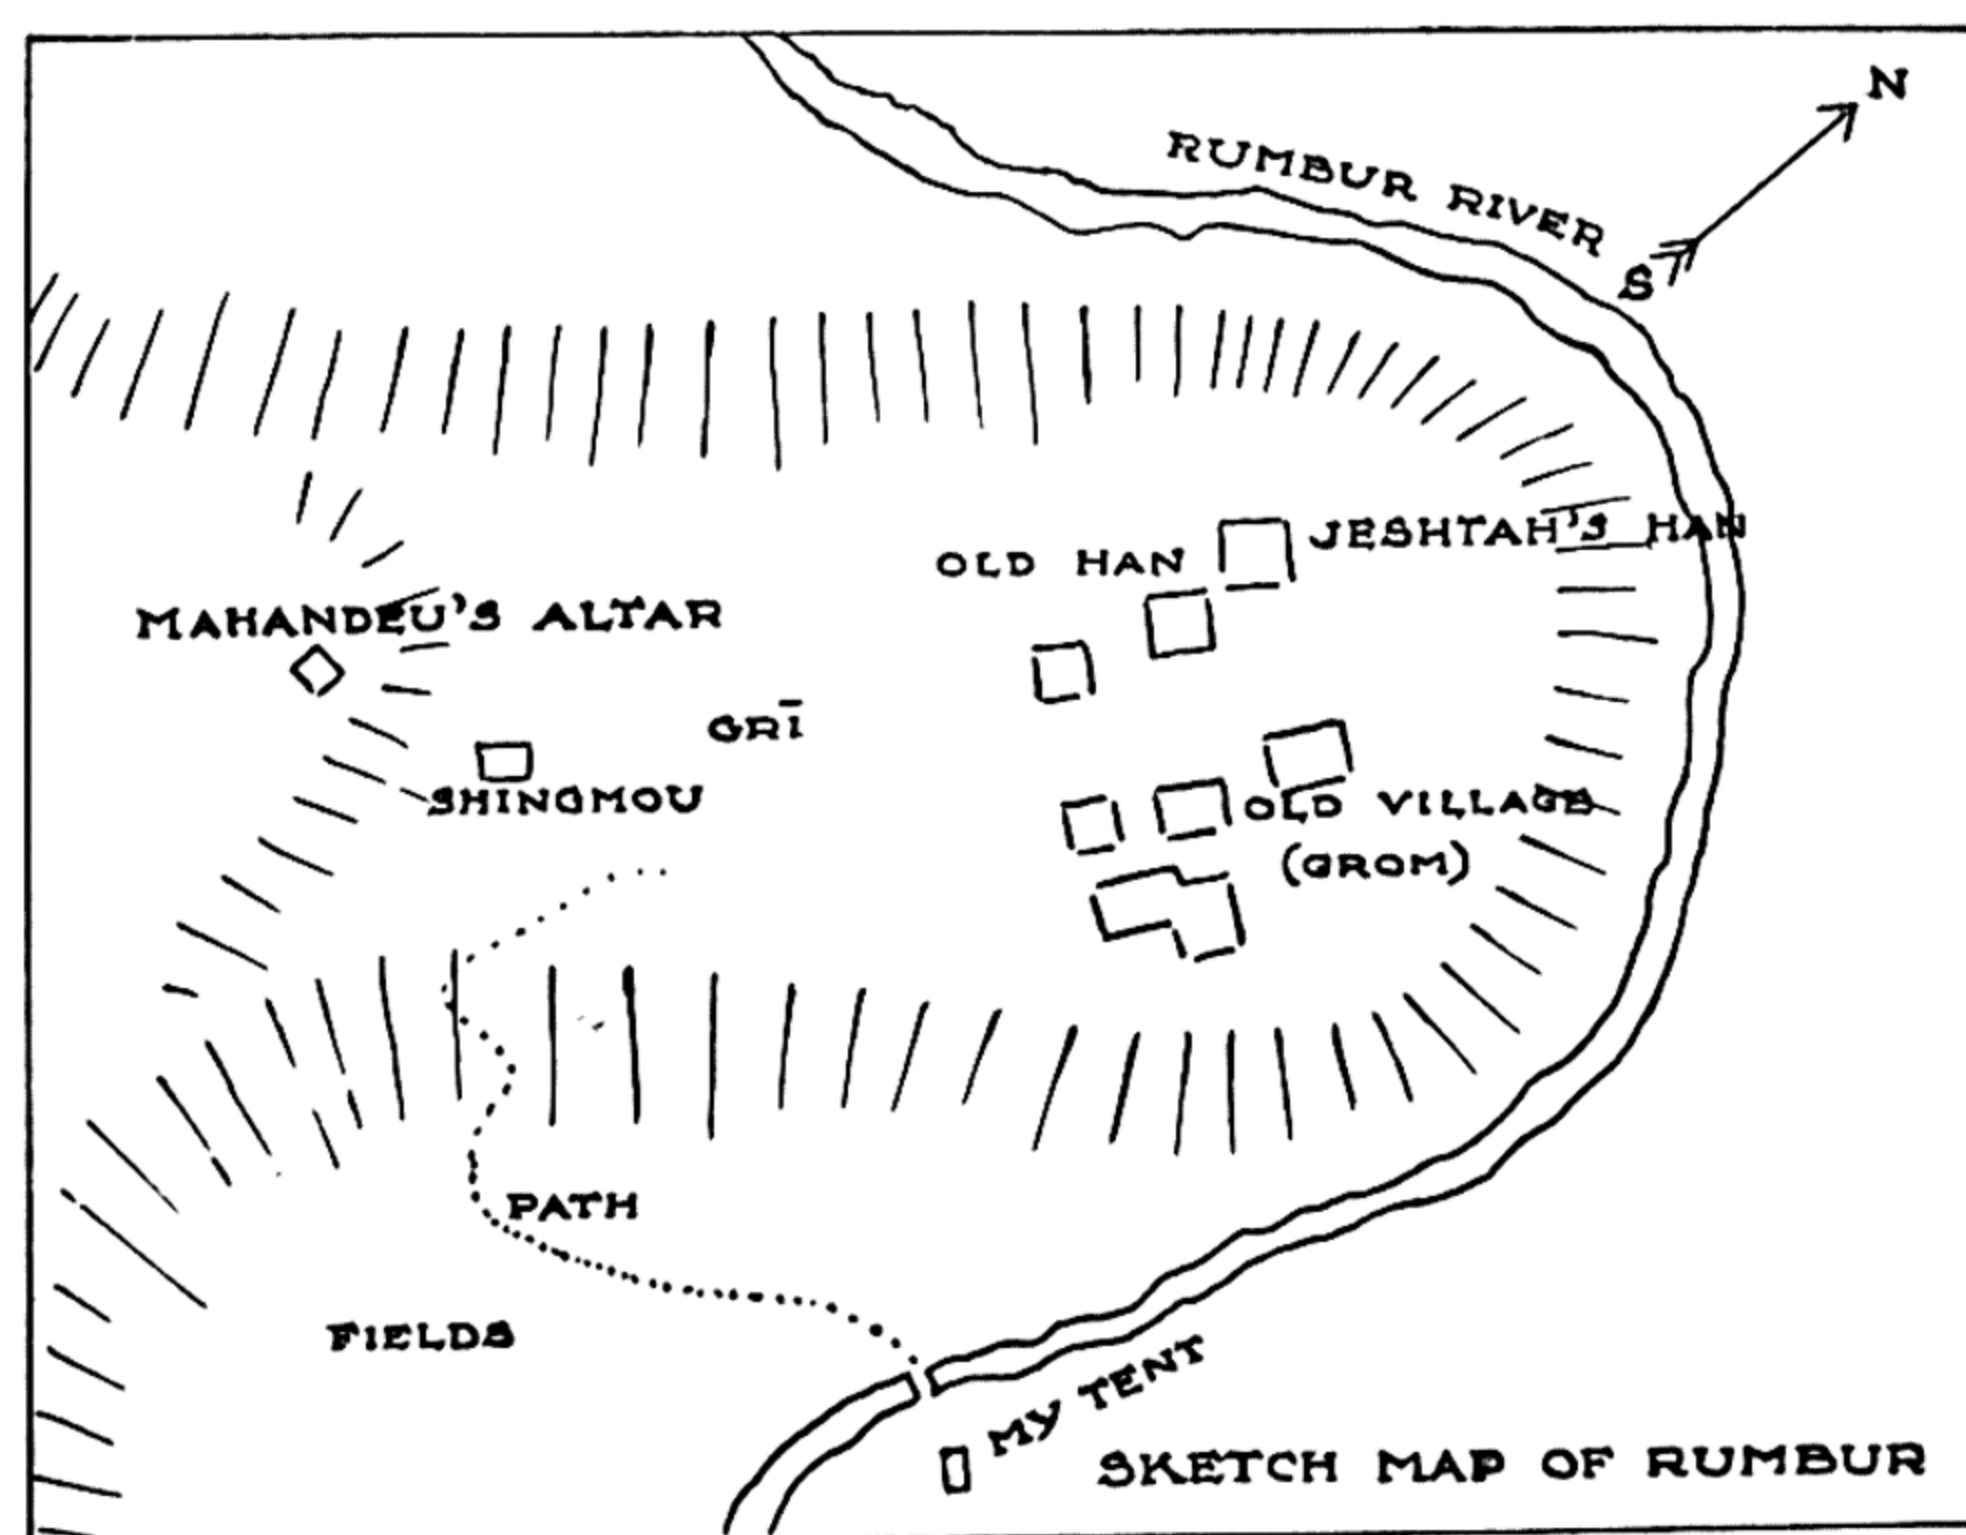 N
RUMBUR RIVER
S
JESHTAH'S HAN
OLD HAN
MAHANDEU'S ALTAR
GRĪ
SHINGMOU
OLD VILLAGE
(GROM)
PATH
FIELDS
MY TENT
SKETCH MAP OF RUMBUR